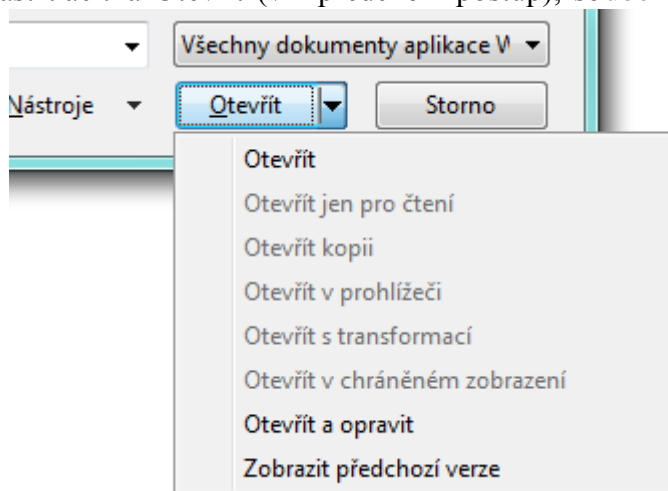 Všechny dokumenty aplikace W
Nástroje
Otevřít
Storno
Otevřít
Otevřít jen pro čtení
Otevřít kopii
Otevřít v prohlížeči
Otevřít s transformací
Otevřít v chráněném zobrazení
Otevřít a opravit
Zobrazit předchozí verze